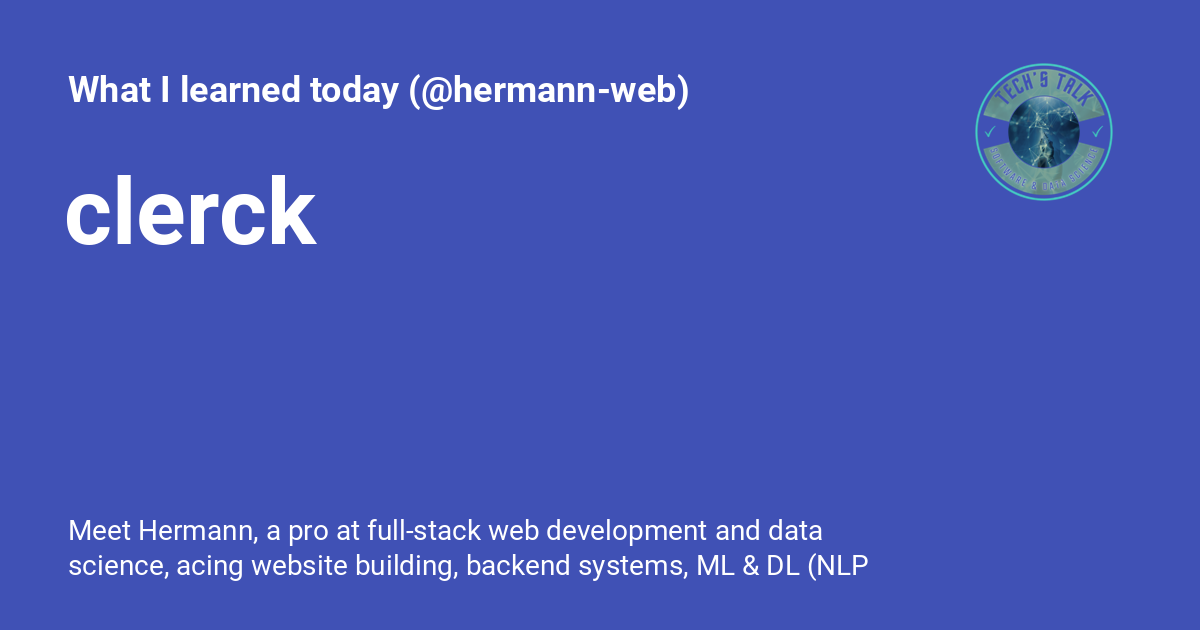 What I learned today (@hermann-web)
TECH'S TALK
SOFTWARE & DATA SCIENCE
clerck
Meet Hermann, a pro at full-stack web development and data
science, acing website building, backend systems, ML & DL (NLP